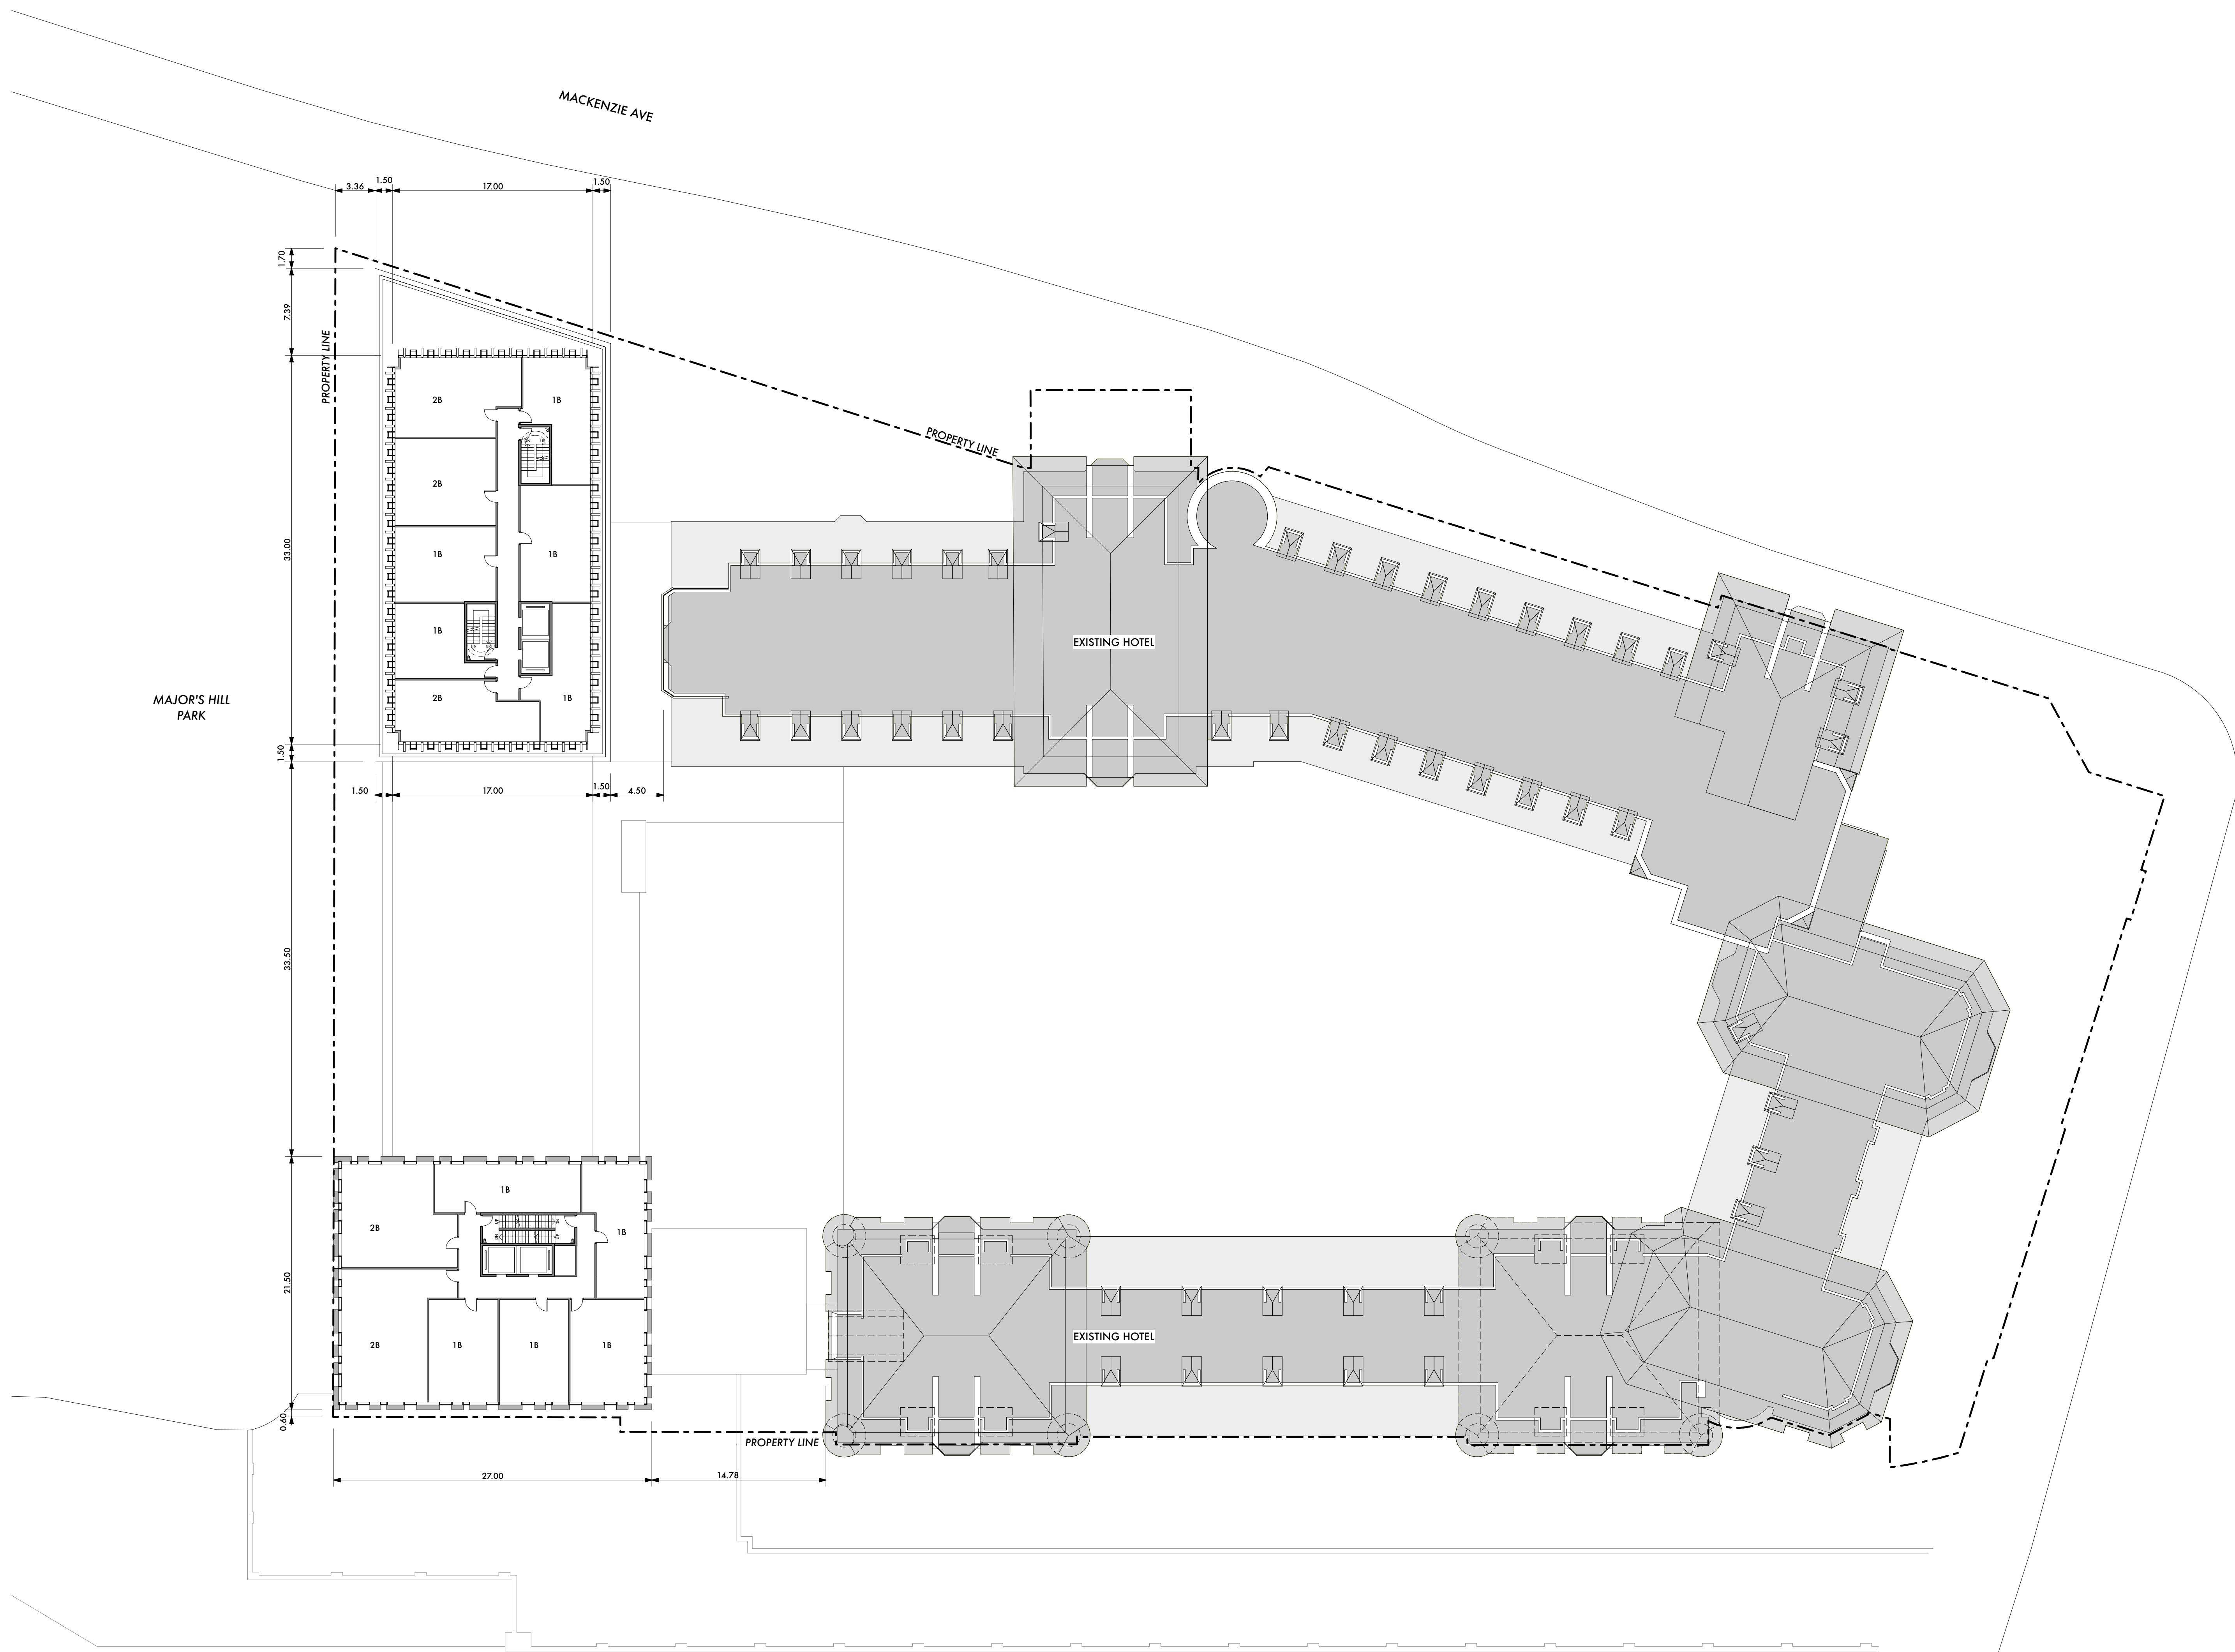 MACKENZIE AVE
3.36
1.50
17.00
1.50
1.70
7.39
PROPERTY LINE
33.00
2B
1B
2B
PROPERTY LINE
1B
1B
1B
EXISTING HOTEL
MAJOR'S HILL
PARK
2B
1B
1.50
1.50
17.00
1.50
4.50
33.50
1B
2B
1B
21.50
EXISTING HOTEL
2B
1B
1B
1B
0.60
PROPERTY LINE
27.00
14.78